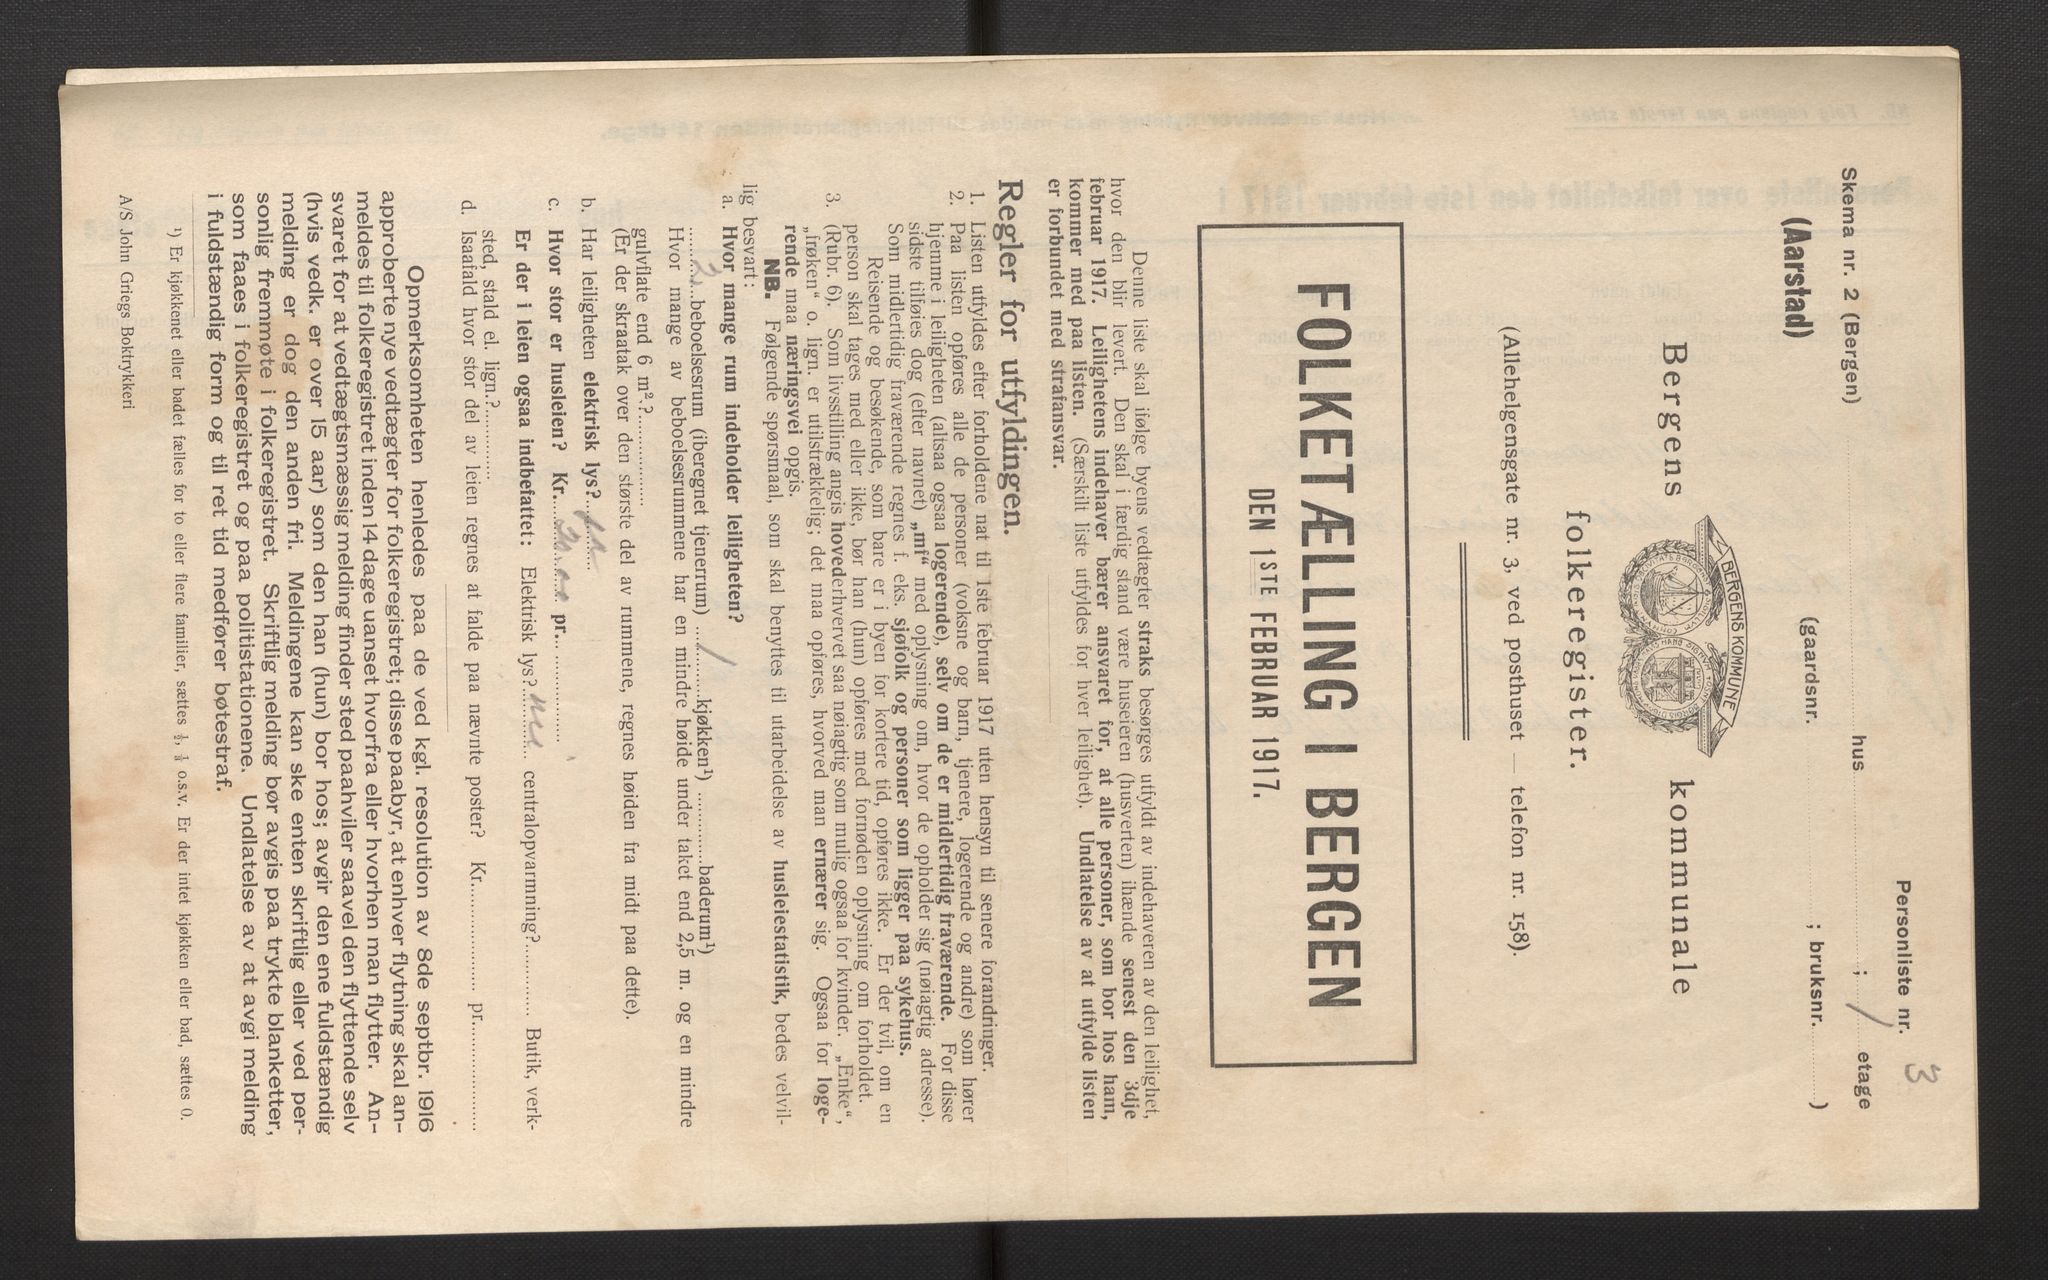 Skema nr. 2 (Bergen)
Personliste nr. 3
hus ; 1 etage
(Aarstad) (gaardsnr. ; bruksnr. )
Bergens kommunale
BERGENS KOMMUNE
folkeregister.
(Allehelgensgate nr. 3, ved posthuset — telefon nr. 158).
FOLKETÆLLING I BERGEN
DEN 1STE FEBRUAR 1917.
Denne liste skal ifølge byens vedtægter straks besørges utfyldt av indehaveren av den leilighet,
hvor den blir levert. Den skal i færdig stand være huseieren (husverten) ihænde senest den 3dje
februar 1917. Leilighetens indehaver bærer ansvaret for, at alle personer, som bor hos ham,
kommer med paa listen. (Særskilt liste utfyldes for hver leilighet). Undlatelse av at utfylde listen
er forbundet med strafansvar.
Regler for utfyldingen.
1. Listen utfyldes efter forholdene nat til 1ste februar 1917 uten hensyn til senere forandringer.
2. Paa listen opføres alle de personer (voksne og barn, tjenere, logerende og andre) som hører
hjemme i leiligheten (altsaa ogsaa logerende), selv om de er midlertidig fraværende. For disse
sidste tilføies dog (efter navnet) „mf“ med oplysning om, hvor de opholder sig (nøiagtig adresse).
Som midlertidig fraværende regnes f. eks. sjøfolk og personer som ligger paa sykehus.
Reisende og besøkende, som bare er i byen for kortere tid, opføres ikke. Er der tvil, om en
person skal tages med eller ikke, bør han (hun) opføres med fornøden oplysning om forholdet.
3. (Rubr. 6). Som livsstilling angis hovederhvervet saa nøiagtig som mulig ogsaa for kvinder. „Enke“,
„frøken“ o. lign. er utilstrækkelig; det maa opføres, hvorved man ernærer sig. Ogsaa for loge-
rende maa næringsvei opgis.
NB. Følgende spørsmaal, som skal benyttes til utarbeidelse av husleiestatistik, bedes velvil-
lig besvart:
a. Hvor mange rum indeholder leiligheten?
beboelsesrum (iberegnet tjenerrum) 1 kjøkken¹) baderum¹)
Hvor mange av beboelsesrummene har en mindre høide under taket end 2,5 m. og en mindre
gulvflate end 6 m².?
(Er der skraatak over den største del av rummene, regnes høiden fra midt paa dette).
b. Har leiligheten elektrisk lys?
c. Hvor stor er husleien? Kr. pr.
Er der i leien ogsaa indbefattet: Elektrisk lys? centralopvarming? Butik, verk-
sted, stald el. lign.?
d. Isaafald hvor stor del av leien regnes at falde paa nævnte poster? Kr. pr.
Opmerksomheten henledes paa de ved kgl. resolution av 8de septbr. 1916
approberte nye vedtægter for folkeregistret; disse paabyr, at enhver flytning skal an-
meldes til folkeregistret inden 14 dage uanset hvorfra eller hvorhen man flytter. An-
svaret for at vedtægtsmæssig melding finder sted paahviler saavel den flyttende selv
(hvis vedk. er over 15 aar) som den han (hun) bor hos; avgir den ene fuldstændig
melding er dog den anden fri. Meldingene kan ske enten skriftlig eller ved per-
sonlig fremmøte i folkeregistret. Skriftlig melding bør avgis paa trykte blanketter,
som faaes i folkeregistret og paa politistationene. Undlatelse av at avgi melding
i fuldstændig form og til ret tid medfører bøtestraf.
¹) Er kjøkkenet eller badet fælles for to eller flere familier, sættes ½, ⅓ o.s.v. Er der intet kjøkken eller bad, sættes 0.
A/S John Griegs Boktrykkeri